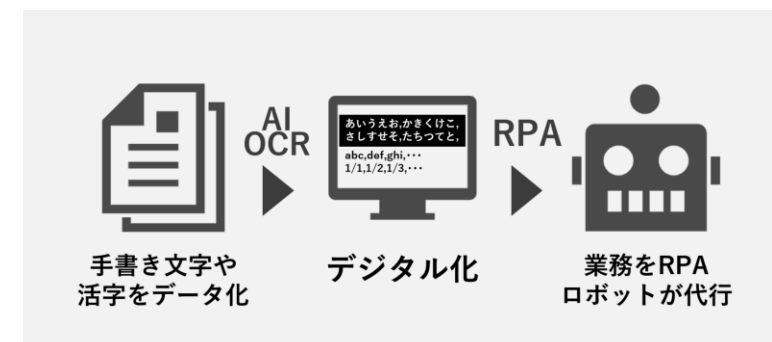 AI
OCR
あいうえお,かきくけこ,
さしすせそ,たちつてと,
abc,def,ghi,･･･
1/1,1/2,1/3,･･･
RPA
手書き文字や
活字をデータ化
デジタル化
業務をRPA
ロボットが代行